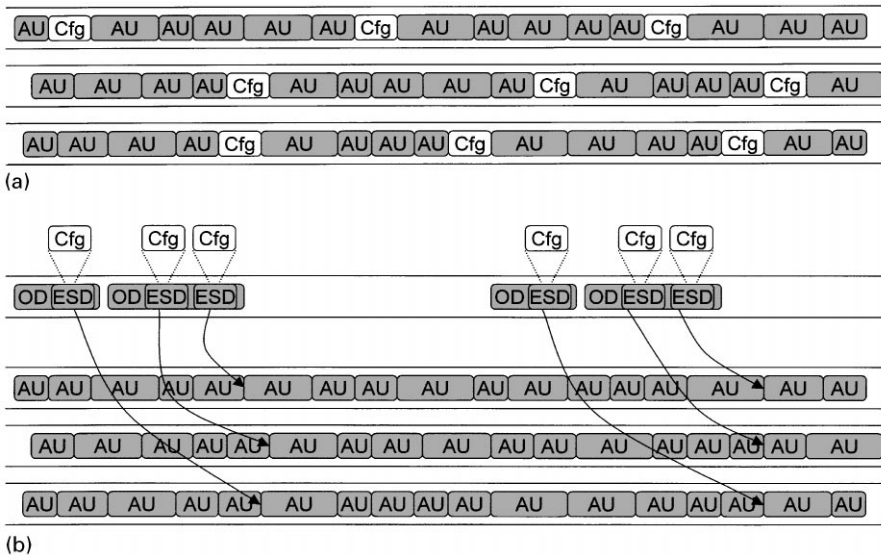 AU Cfg AU AU AU AU AU Cfg AU AU AU AU AU Cfg AU AU AU
AU AU AU AU Cfg AU AU AU AU AU Cfg AU AU AU AU Cfg AU
AU AU AU AU Cfg AU AU AU AU Cfg AU AU AU AU Cfg AU AU
(a)
Cfg Cfg Cfg Cfg Cfg Cfg
OD ESD OD ESD ESD OD ESD OD ESD ESD
AU AU AU AU AU AU AU AU AU AU AU AU AU AU AU AU AU
AU AU AU AU AU AU AU AU AU AU AU AU AU AU AU AU AU
AU AU AU AU AU AU AU AU AU AU AU AU AU AU AU AU AU
(b)